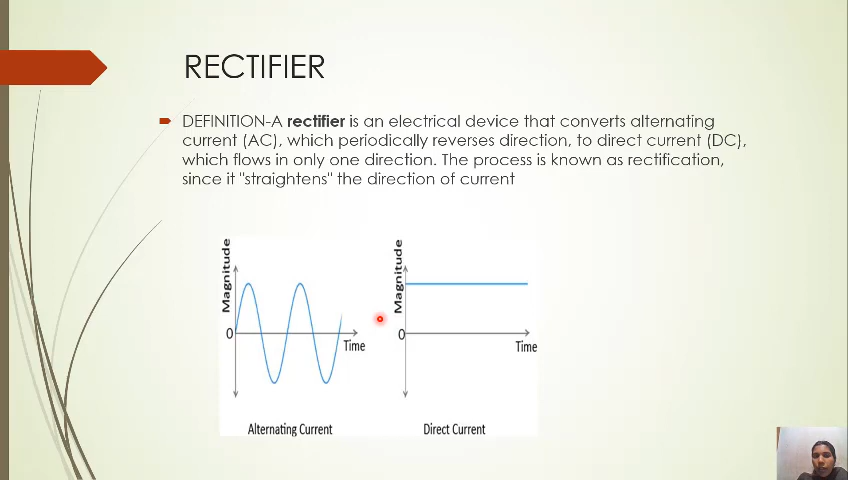 RECTIFIER
DEFINITION-A rectifier is an electrical device that converts alternating
current (AC), which periodically reverses direction, to direct current (DC),
which flows in only one direction. The process is known as rectification,
since it "straightens" the direction of current
Magnitude
0
Time
Alternating Current
Magnitude
0
Time
Direct Current